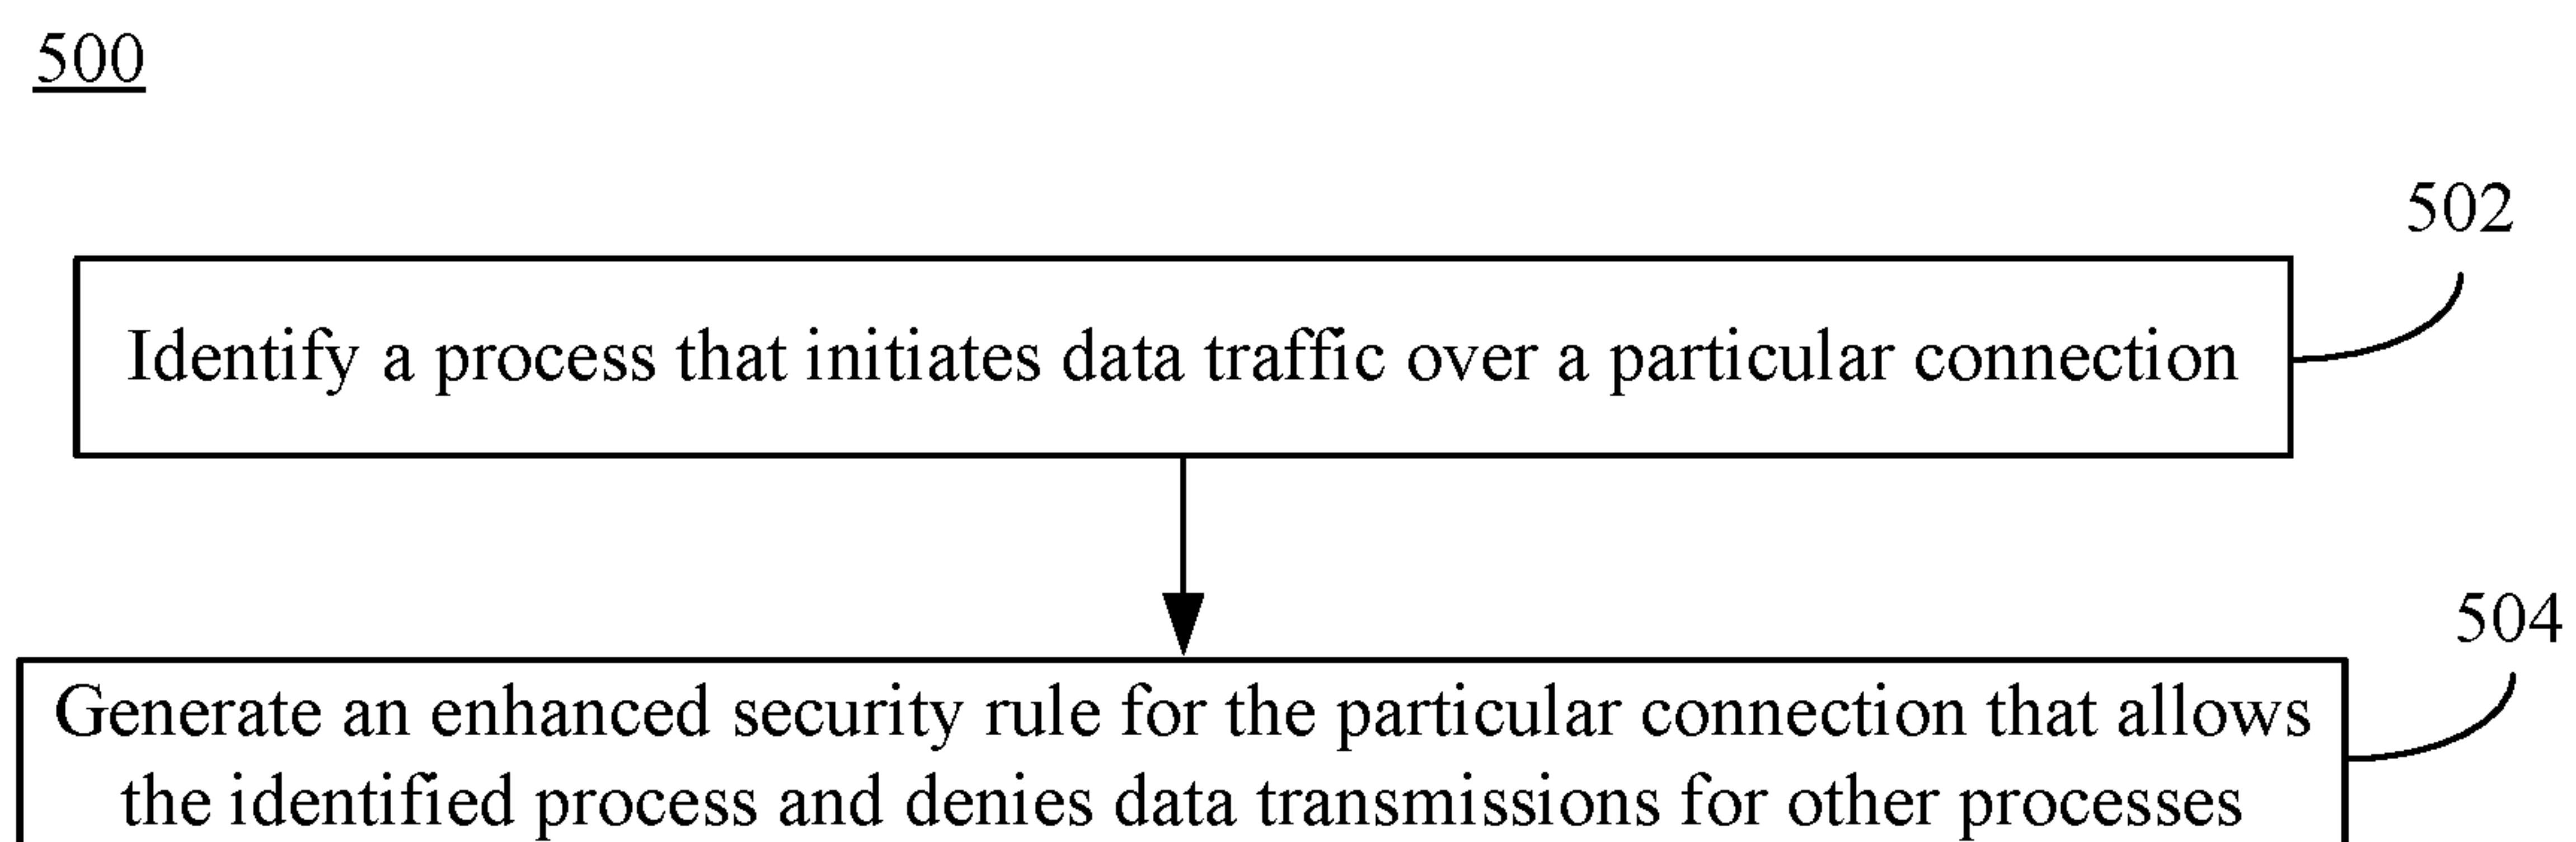 500
502
Identify a process that initiates data traffic over a particular connection
504
Generate an enhanced security rule for the particular connection that allows
the identified process and denies data transmissions for other processes